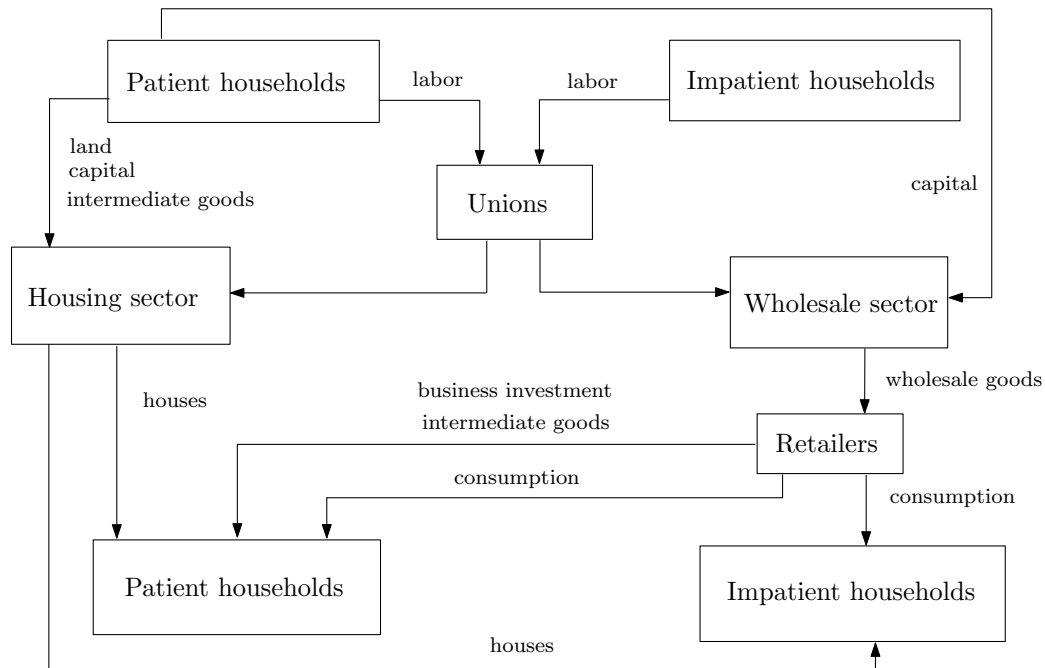 Patient households
Impatient households
labor
labor
land
capital
intermediate goods
capital
Unions
Housing sector
Wholesale sector
wholesale goods
houses
business investment
intermediate goods
Retailers
consumption
consumption
Patient households
Impatient households
houses